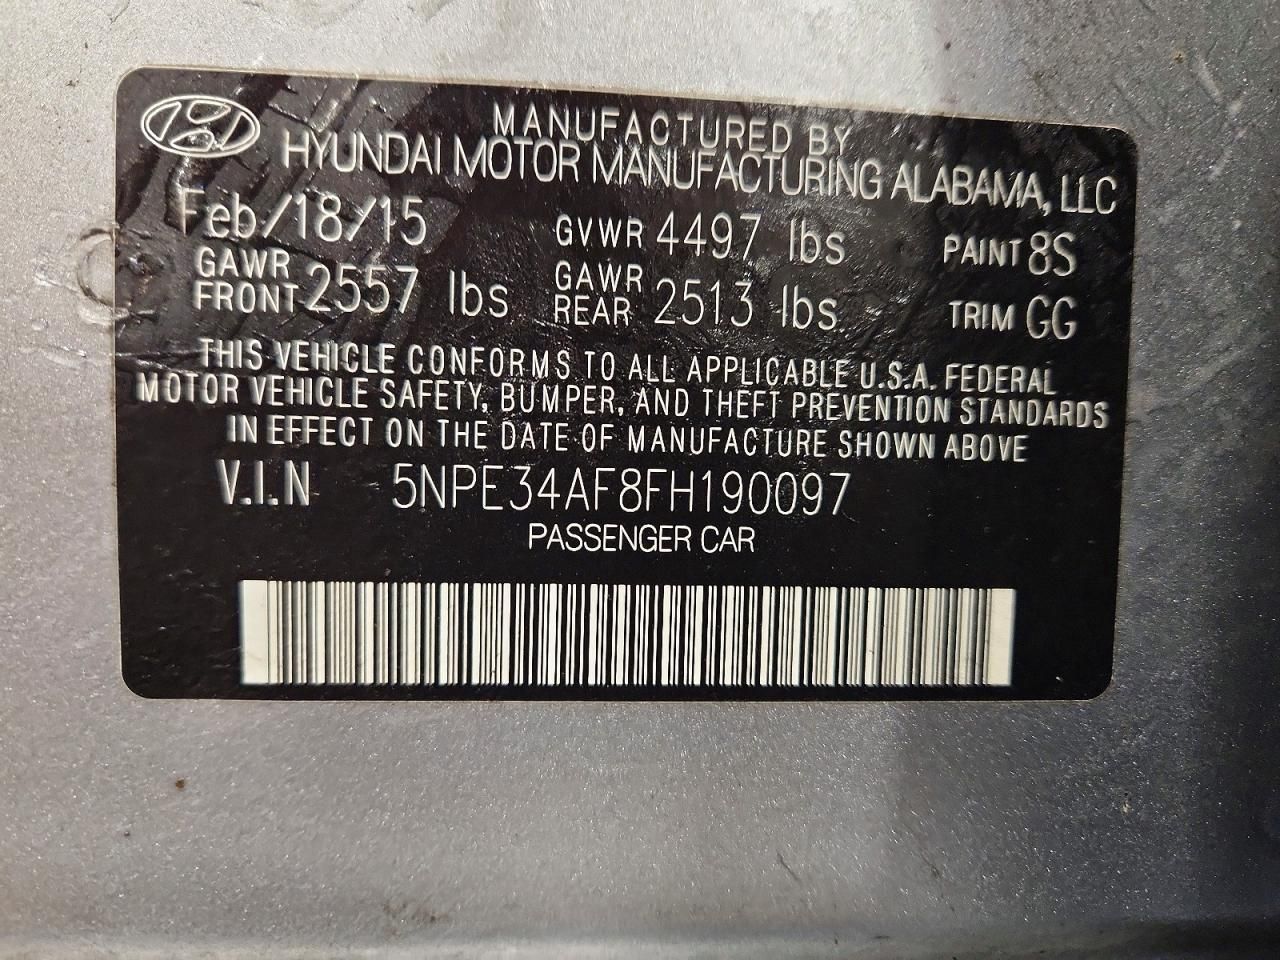 MANUFACTURED BY
HYUNDAI MOTOR MANUFACTURING ALABAMA, LLC
Feb/18/15 GVWR 4497 lbs PAINT 8S
GAWR FRONT 2557 lbs GAWR REAR 2513 lbs TRIM GG
THIS VEHICLE CONFORMS TO ALL APPLICABLE U.S.A. FEDERAL
MOTOR VEHICLE SAFETY, BUMPER, AND THEFT PREVENTION STANDARDS
IN EFFECT ON THE DATE OF MANUFACTURE SHOWN ABOVE
V.I.N 5NPE34AF8FH190097
PASSENGER CAR